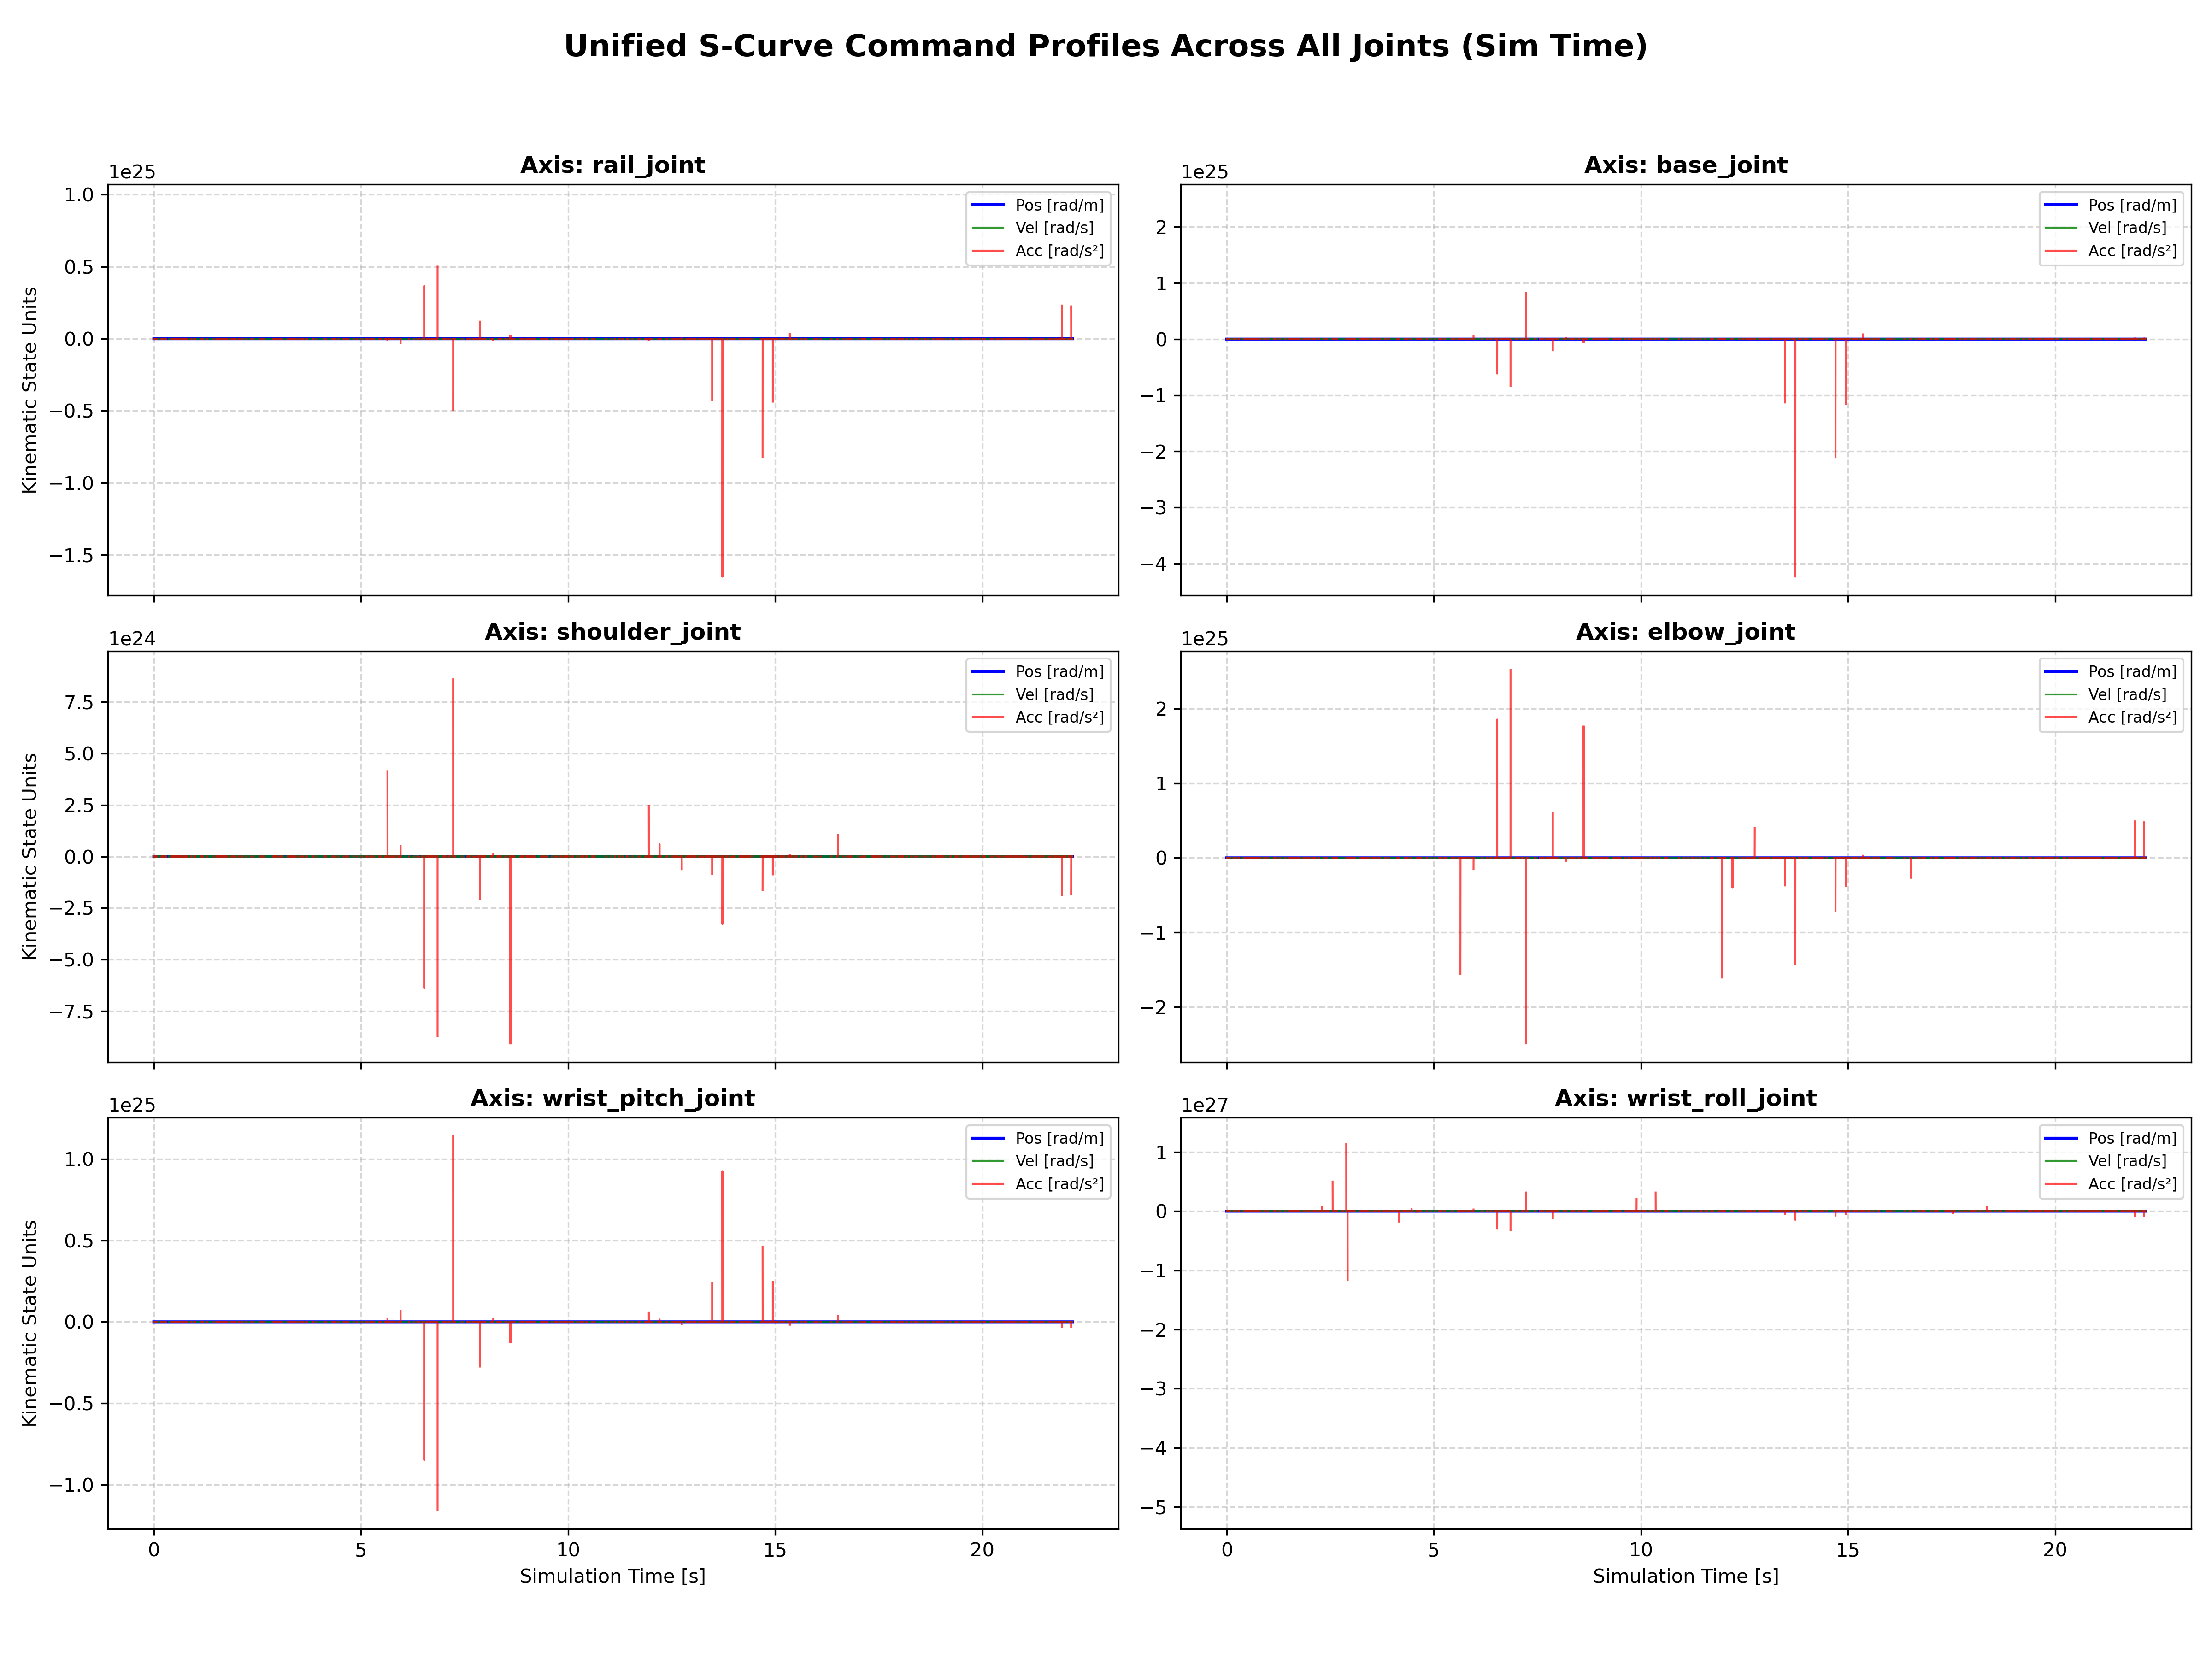 Unified S-Curve Command Profiles Across All Joints (Sim Time)
Axis: rail_joint
1e25
1.0
0.5
0.0
−0.5
−1.0
−1.5
Kinematic State Units
Pos [rad/m]
Vel [rad/s]
Acc [rad/s²]
Axis: base_joint
1e25
2
1
0
−1
−2
−3
−4
Pos [rad/m]
Vel [rad/s]
Acc [rad/s²]
Axis: shoulder_joint
1e24
7.5
5.0
2.5
0.0
−2.5
−5.0
−7.5
Kinematic State Units
Pos [rad/m]
Vel [rad/s]
Acc [rad/s²]
Axis: elbow_joint
1e25
2
1
0
−1
−2
Pos [rad/m]
Vel [rad/s]
Acc [rad/s²]
Axis: wrist_pitch_joint
1e25
1.0
0.5
0.0
−0.5
−1.0
Kinematic State Units
Pos [rad/m]
Vel [rad/s]
Acc [rad/s²]
0 5 10 15 20
Simulation Time [s]
Axis: wrist_roll_joint
1e27
1
0
−1
−2
−3
−4
−5
Pos [rad/m]
Vel [rad/s]
Acc [rad/s²]
0 5 10 15 20
Simulation Time [s]